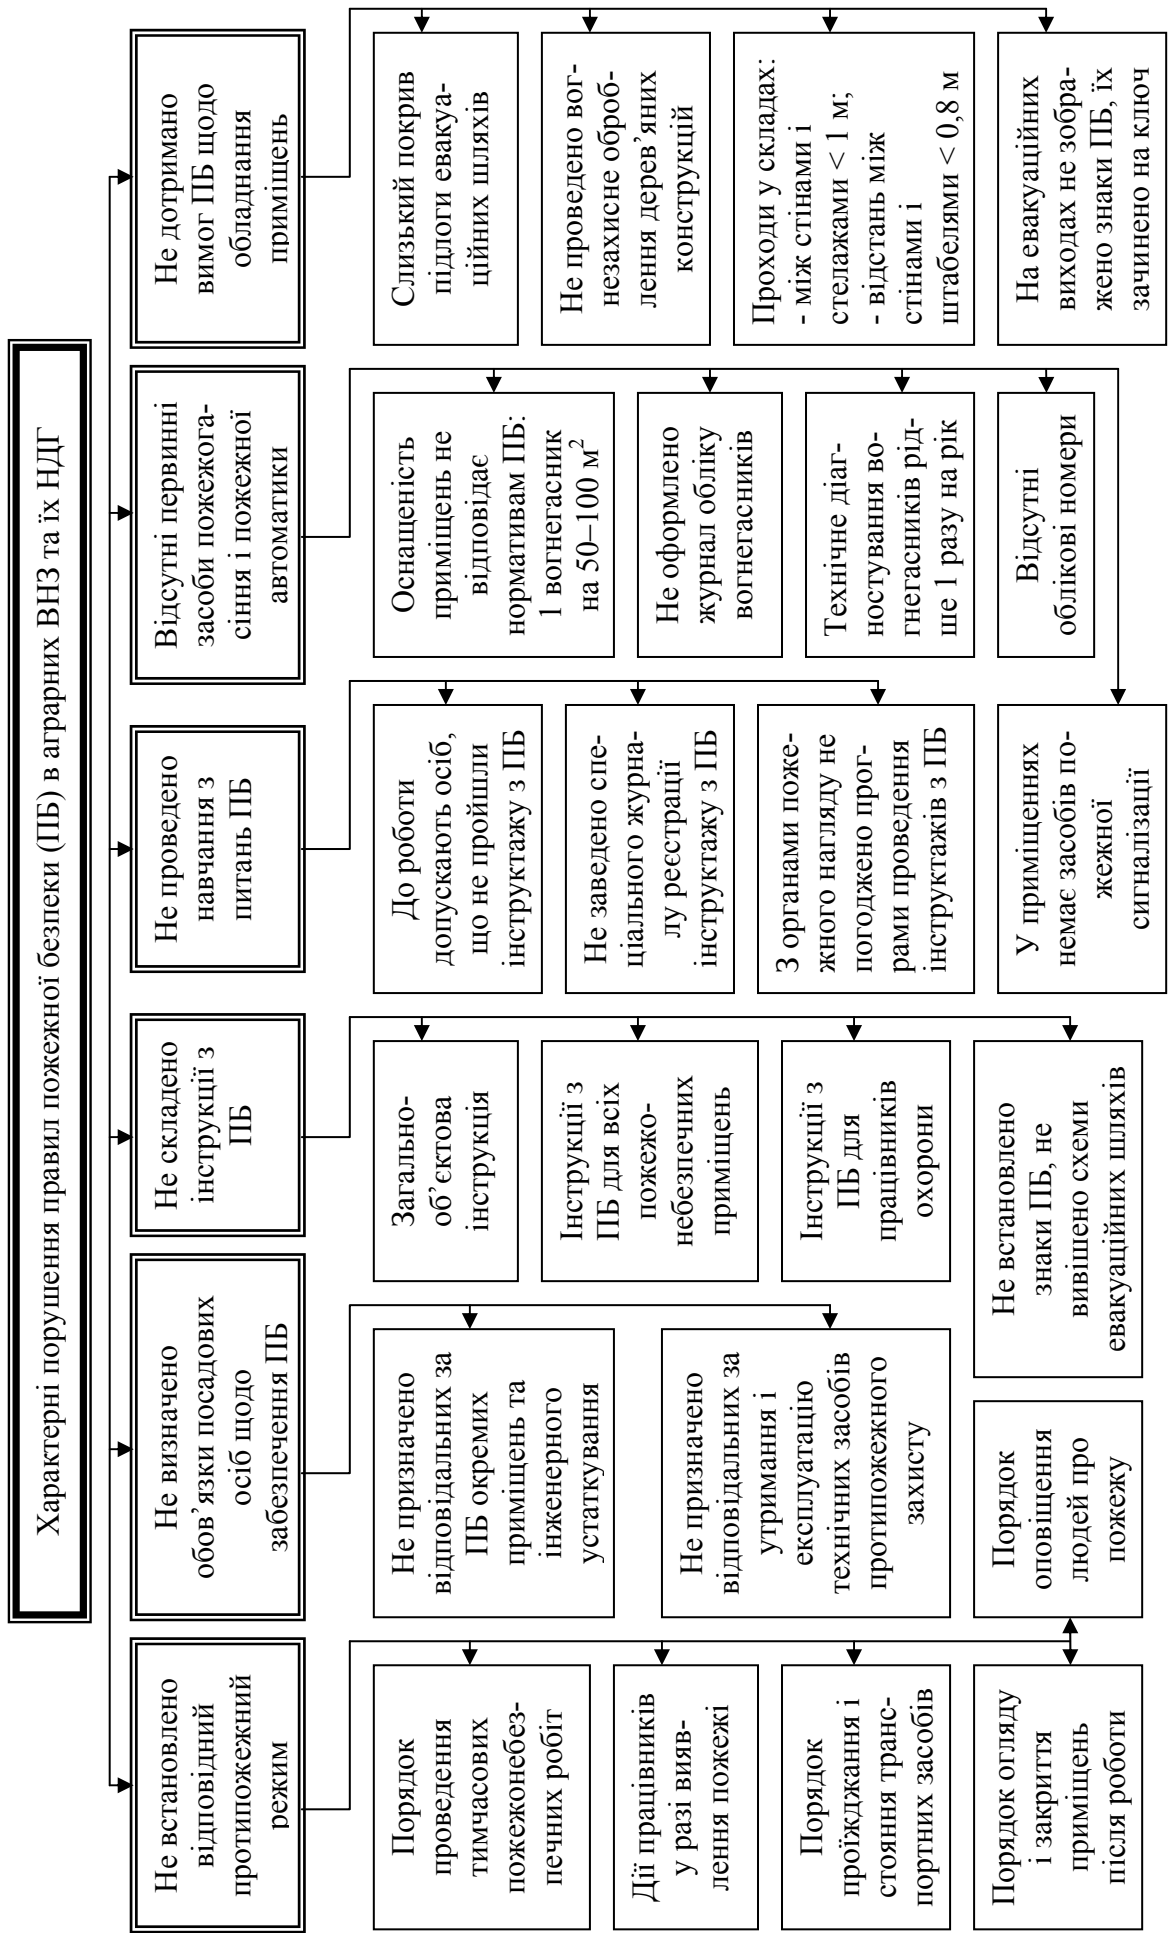 Характерні порушення правил пожежної безпеки (ПБ) в аграрних ВНЗ та їх НДГ
Не встановлено
відповідний
протипожежний
режим
Не визначено
обов’язки посадових
осіб щодо
забезпечення ПБ
Не складено
інструкції з
ПБ
Не проведено
навчання з
питань ПБ
Відсутні первинні
засоби пожежога-
сіння і пожежної
автоматики
Не дотримано
вимог ПБ щодо
обладнання
приміщень
Порядок
проведення
тимчасових
пожежонебез-
печних робіт
Дії працівників
у разі вияв-
лення пожежі
Порядок
проїжджання і
стояння транс-
портних засобів
Порядок огляду
і закриття
приміщень
після роботи
Порядок
оповіщення
людей про
пожежу
Не призначено
відповідальних за
ПБ окремих
приміщень та
інженерного
устаткування
Не призначено
відповідальних за
утримання і
експлуатацію
технічних засобів
протипожежного
захисту
Загально-
об’єктова
інструкція
Інструкції з
ПБ для всіх
пожежо-
небезпечних
приміщень
Інструкції з
ПБ для
працівників
охорони
Не встановлено
знаки ПБ, не
вивішено схеми
евакуаційних шляхів
До роботи
допускають осіб,
що не пройшли
інструктажу з ПБ
Не заведено спе-
ціального журна-
лу реєстрації
інструктажу з ПБ
З органами поже-
жного нагляду не
погоджено прог-
рами проведення
інструктажів з ПБ
Оснащеність
приміщень не
відповідає
нормативам ПБ:
1 вогнегасник
на 50–100 м²
Не оформлено
журнал обліку
вогнегасників
Технічне діаг-
ностування во-
гнегасників рід-
ше 1 разу на рік
Відсутні
облікові номери
У приміщеннях
немає засобів по-
жежної
сигналізації
Слизький покрив
підлоги евакуа-
ційних шляхів
Не проведено вог-
незахисне оброб-
лення дерев’яних
конструкцій
Проходи у складах:
- між стінами і
стелажами < 1 м;
- відстань між
стінами і
штабелями < 0,8 м
На евакуаційних
виходах не зобра-
жено знаки ПБ, їх
зачинено на ключ